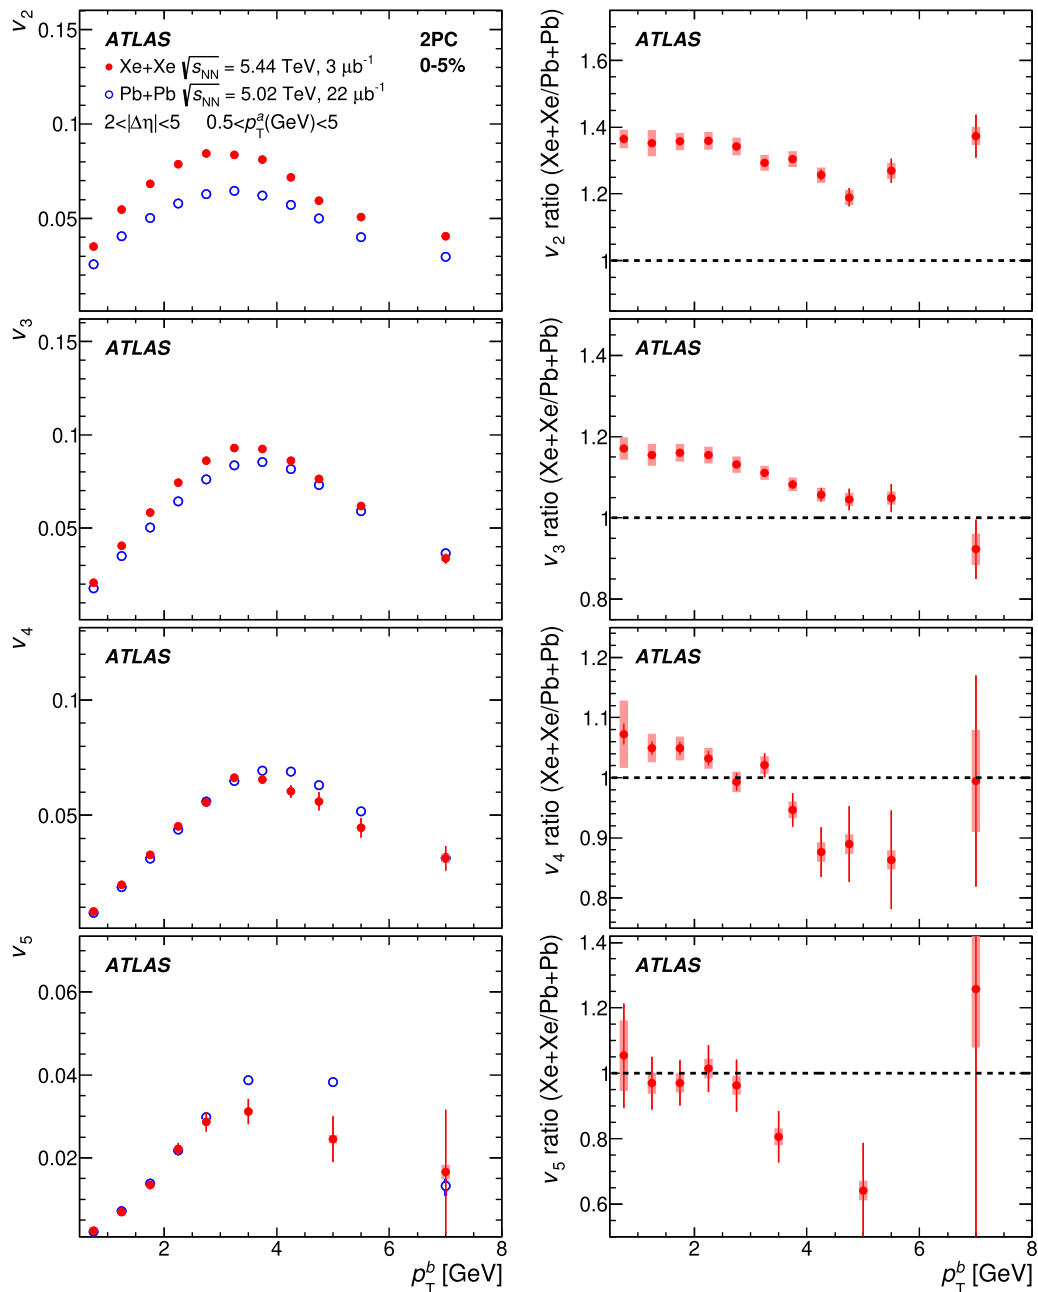 v2
0.15
0.1
0.05
ATLAS
2PC
0-5%
Xe+Xe √sNN = 5.44 TeV, 3 μb-1
Pb+Pb √sNN = 5.02 TeV, 22 μb-1
2<|Δη|<5 0.5<paT(GeV)<5
v2 ratio (Xe+Xe/Pb+Pb)
1.6
1.4
1.2
1
ATLAS
v3
0.15
0.1
0.05
ATLAS
v3 ratio (Xe+Xe/Pb+Pb)
1.4
1.2
1
0.8
ATLAS
v4
0.1
0.05
ATLAS
v4 ratio (Xe+Xe/Pb+Pb)
1.2
1.1
1
0.9
0.8
ATLAS
v5
0.06
0.04
0.02
ATLAS
2 4 6 8
pbT [GeV]
v5 ratio (Xe+Xe/Pb+Pb)
1.4
1.2
1
0.8
0.6
ATLAS
2 4 6 8
pbT [GeV]